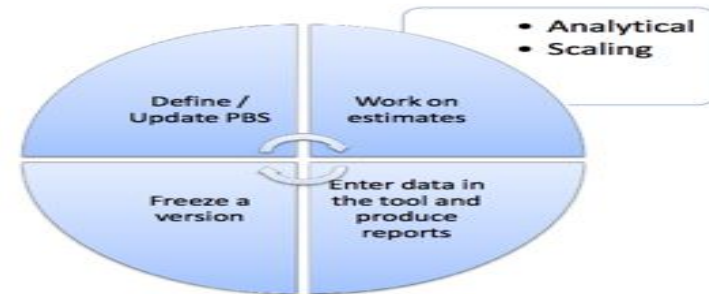 • Analytical
• Scaling
Define /
Update PBS
Work on
estimates
Freeze a
version
Enter data in
the tool and
produce
reports